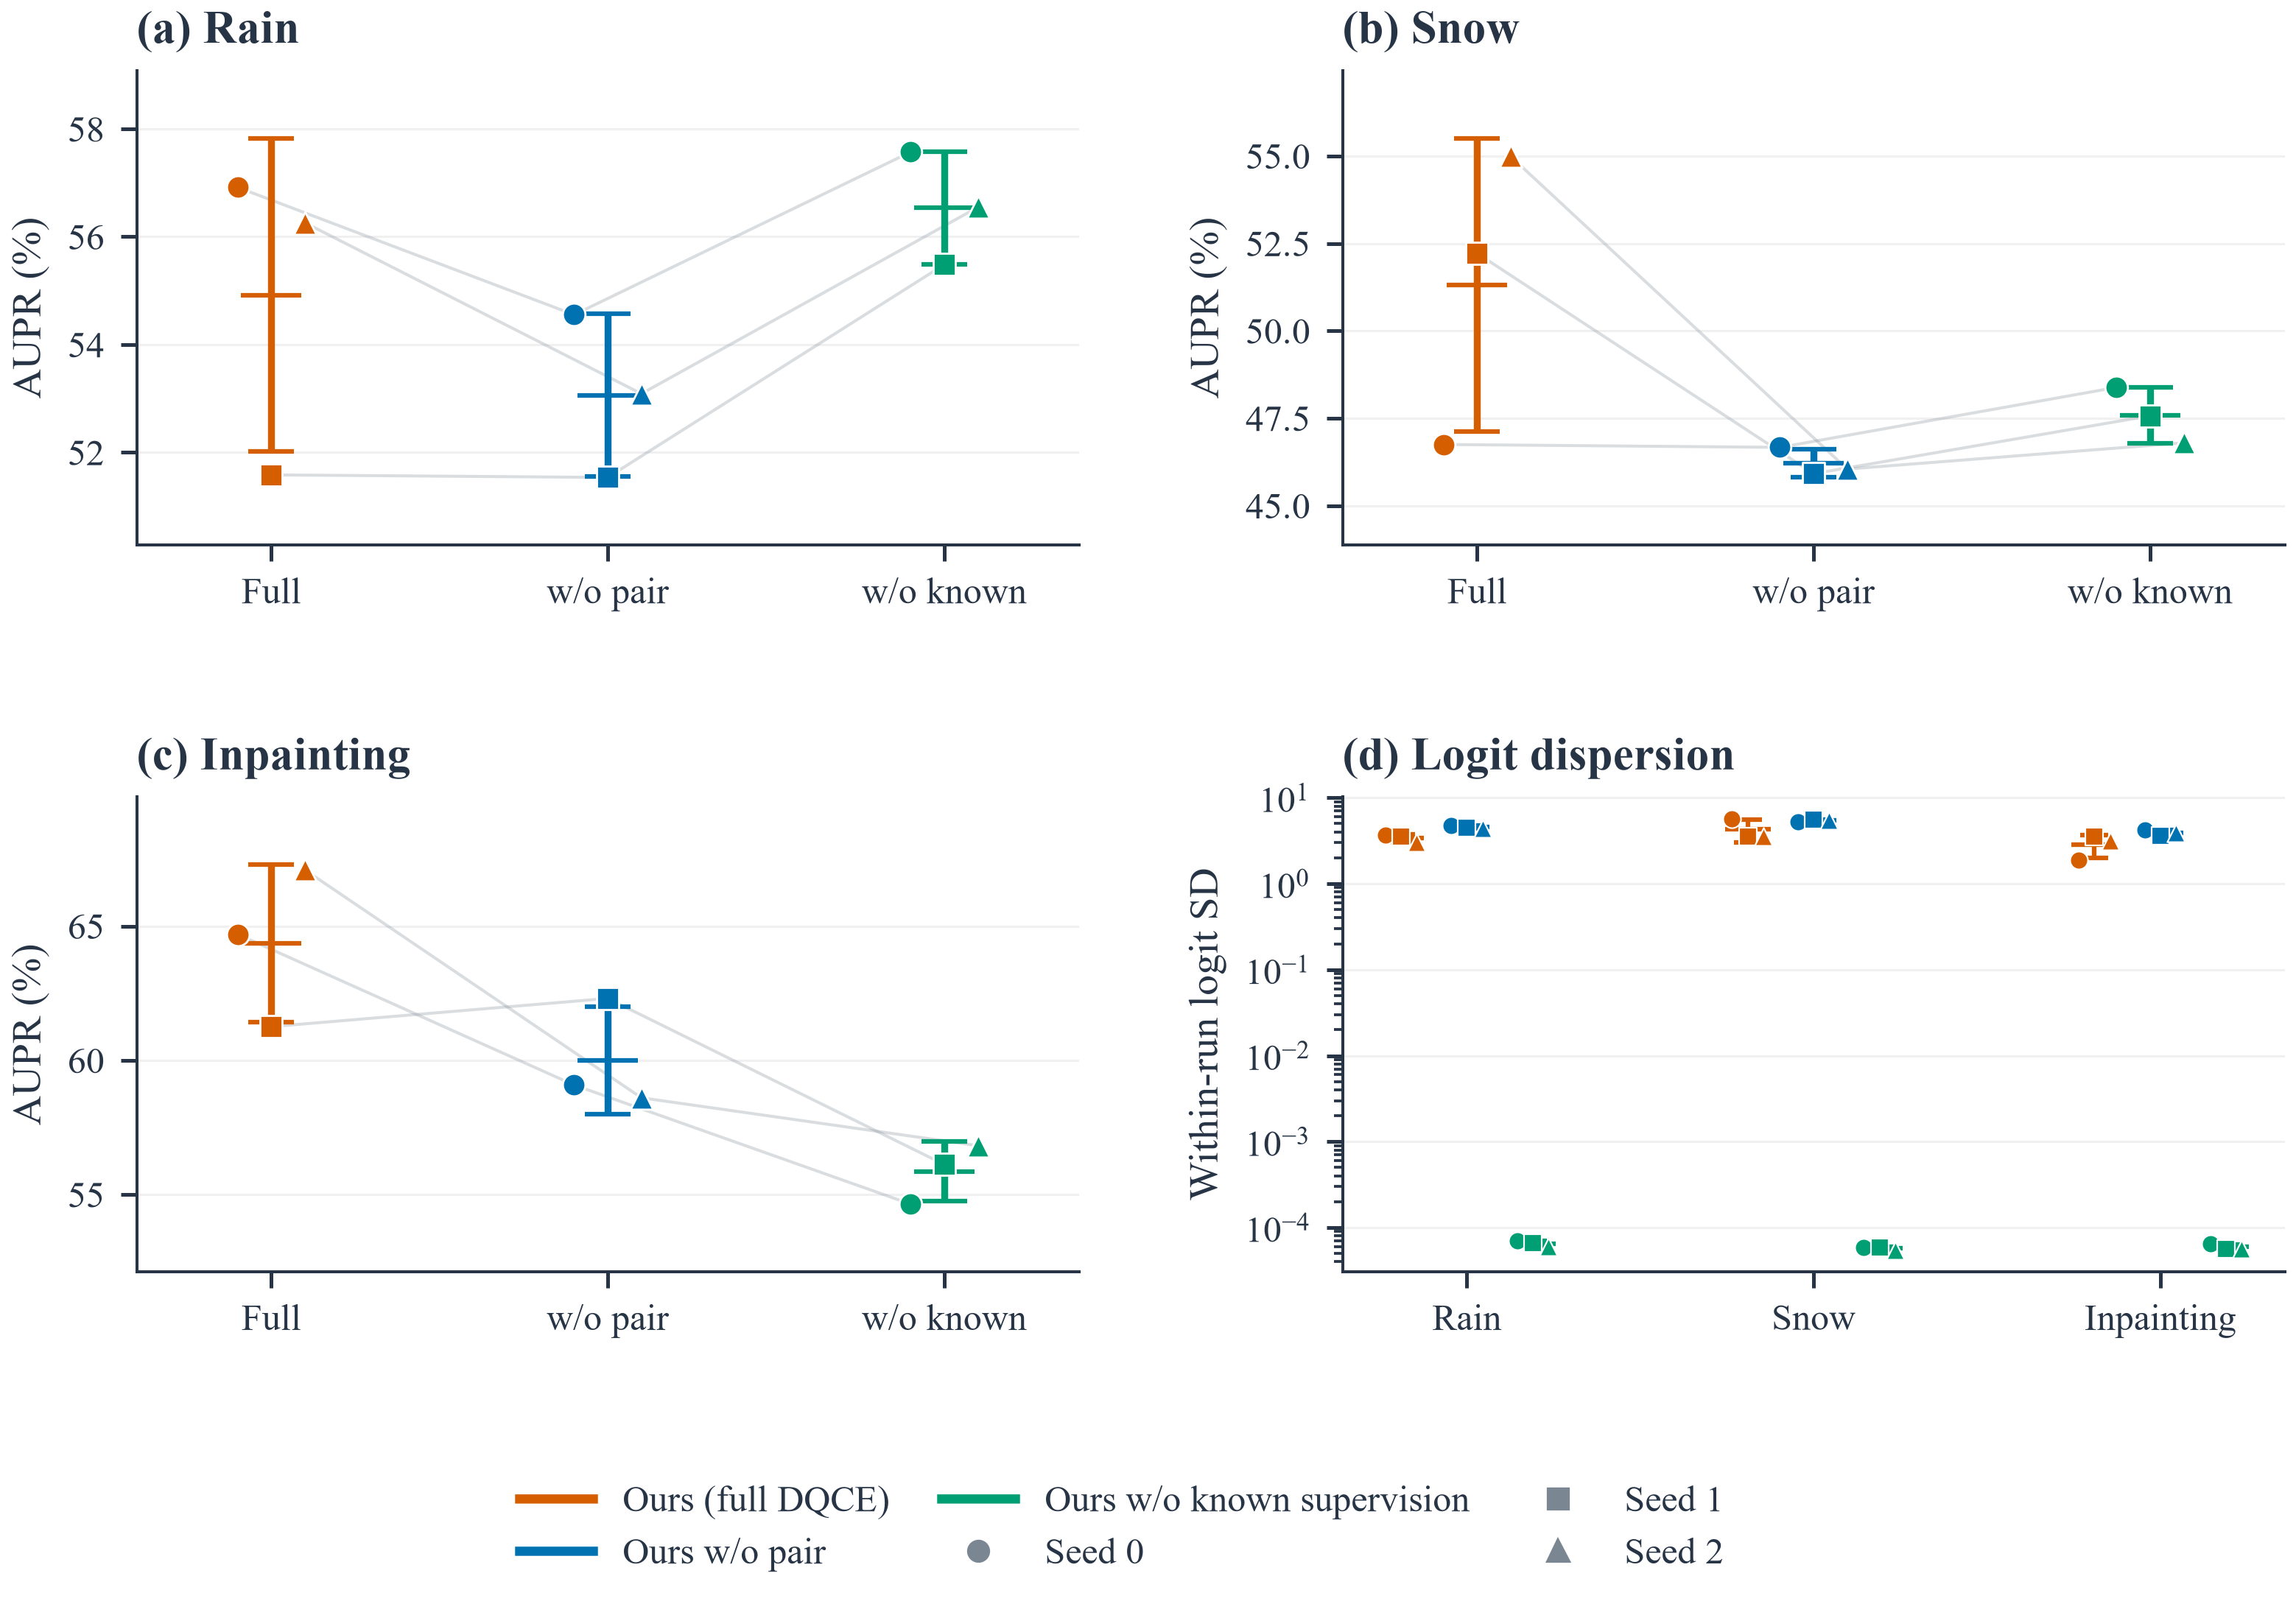 (a) Rain
AUPR (%)
58
56
54
52
Full
w/o pair
w/o known
(b) Snow
AUPR (%)
55.0
52.5
50.0
47.5
45.0
Full
w/o pair
w/o known
(c) Inpainting
AUPR (%)
65
60
55
Full
w/o pair
w/o known
(d) Logit dispersion
Within-run logit SD
10¹
10⁰
10⁻¹
10⁻²
10⁻³
10⁻⁴
Rain
Snow
Inpainting
Ours (full DQCE)
Ours w/o pair
Ours w/o known supervision
Seed 0
Seed 1
Seed 2